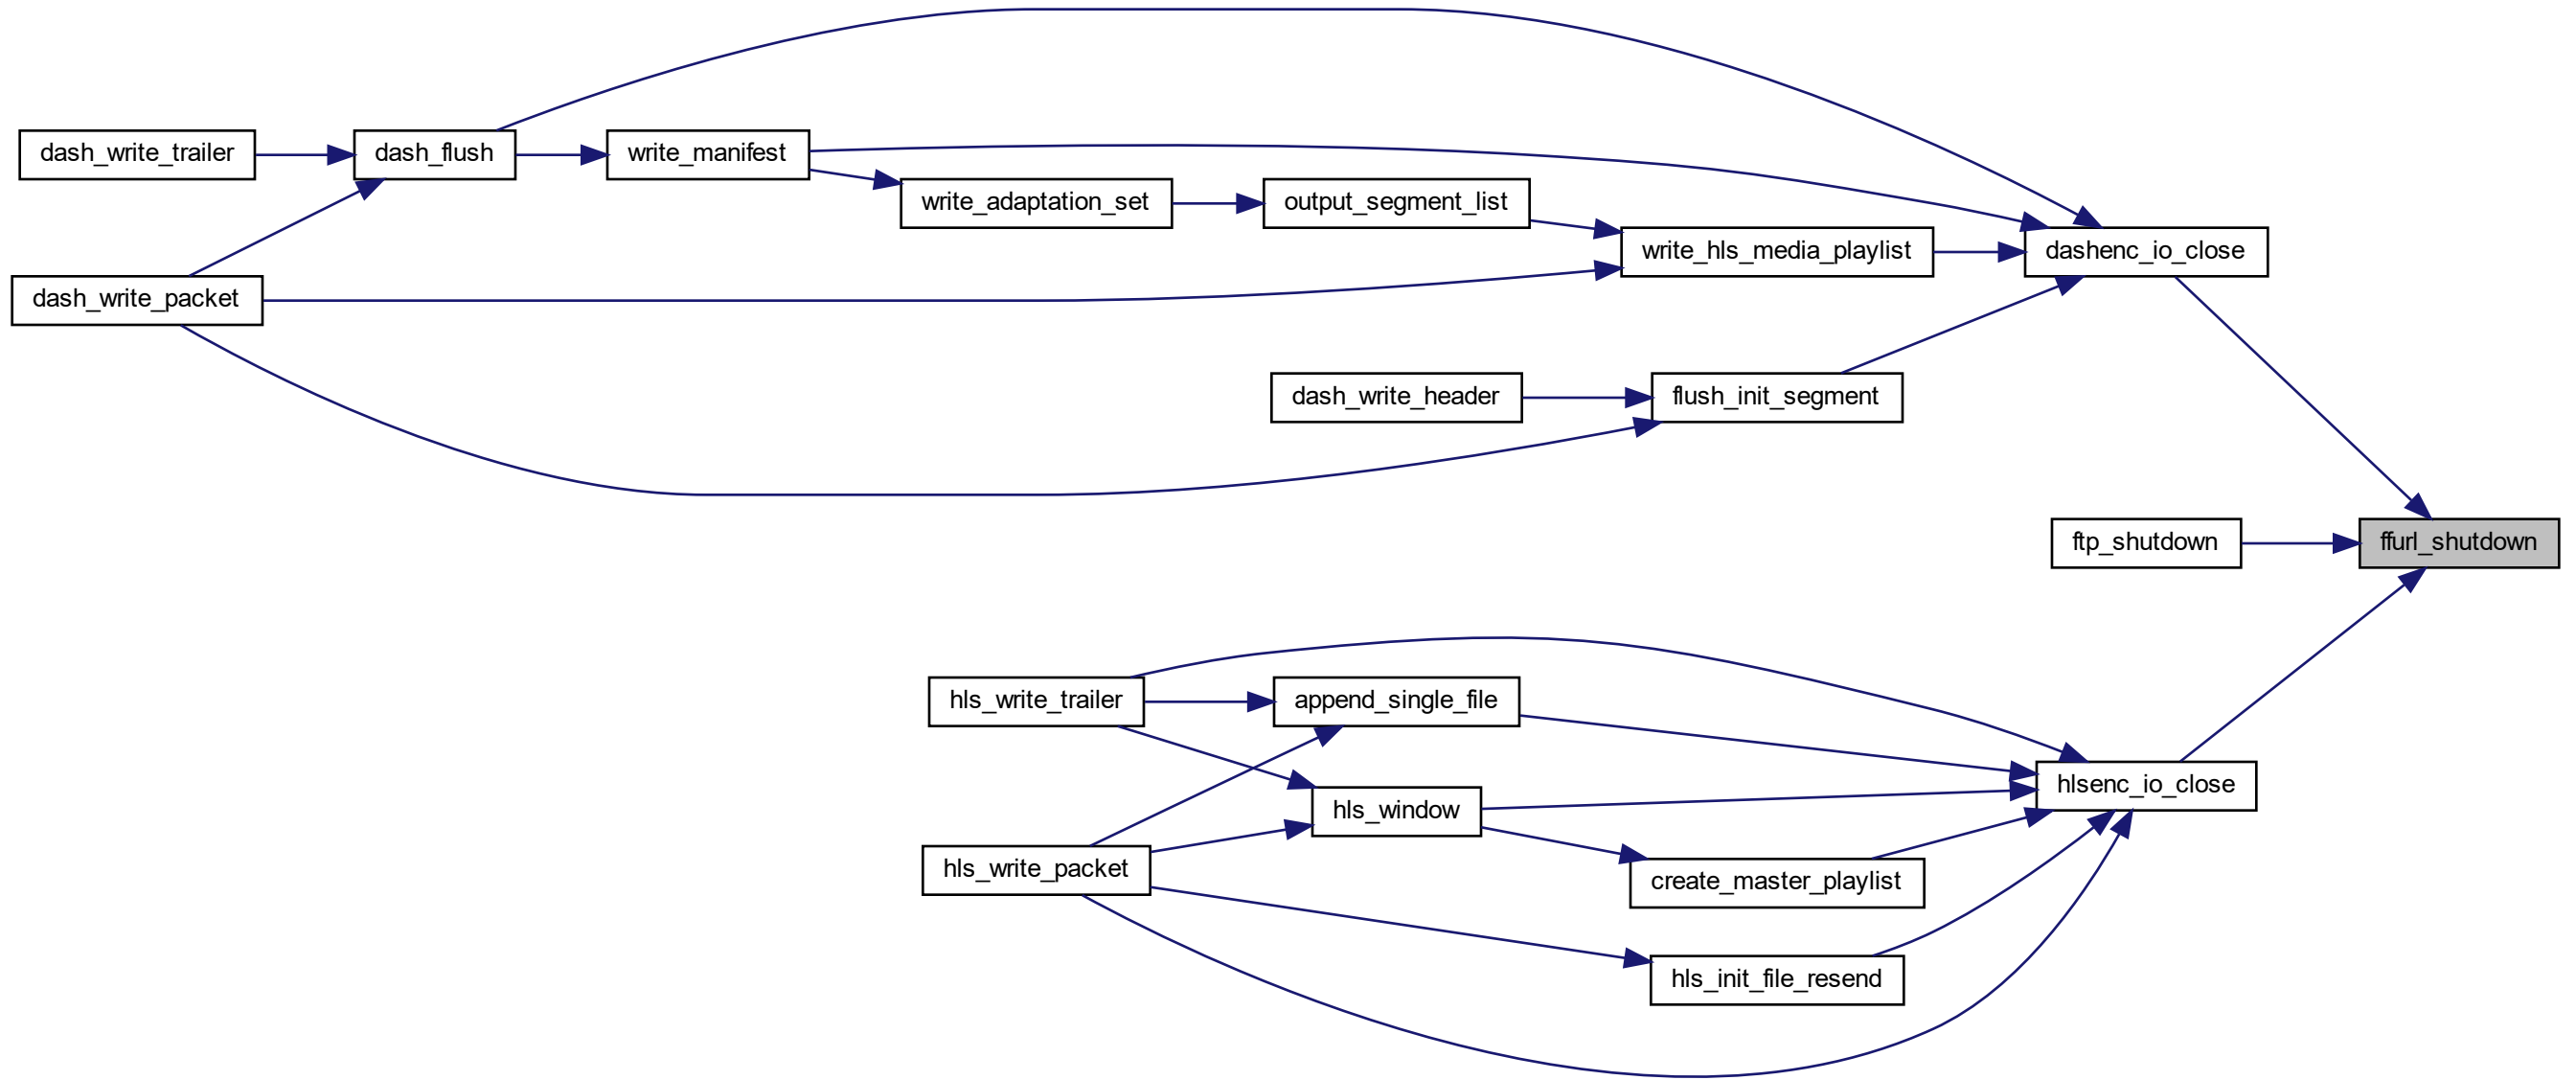 dash_write_trailer
dash_flush
write_manifest
write_adaptation_set
output_segment_list
write_hls_media_playlist
dashenc_io_close
dash_write_packet
dash_write_header
flush_init_segment
ftp_shutdown
ffurl_shutdown
hls_write_trailer
append_single_file
hlsenc_io_close
hls_window
hls_write_packet
create_master_playlist
hls_init_file_resend